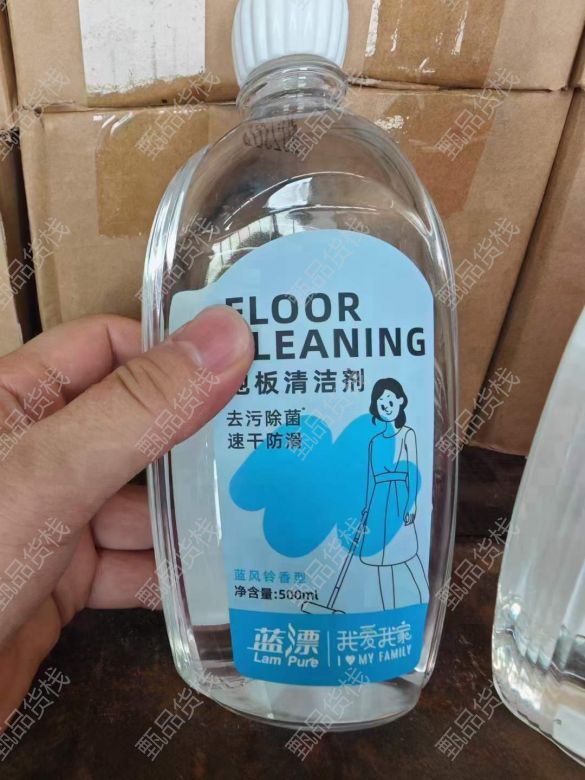 FLOOR
CLEANING
地板清洁剂
去污除菌
速干防滑
蓝风铃香型
净含量:500ml
蓝漂
Lam Pure
我爱我家
I ♥ MY FAMILY
甄品货栈